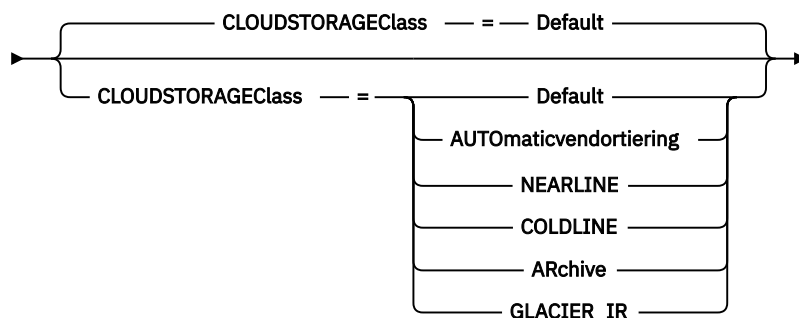 CLOUDSTORAGEClass = Default
CLOUDSTORAGEClass = Default
AUTOmaticvendortiering
NEARLINE
COLDLINE
ARchive
GLACIER_IR